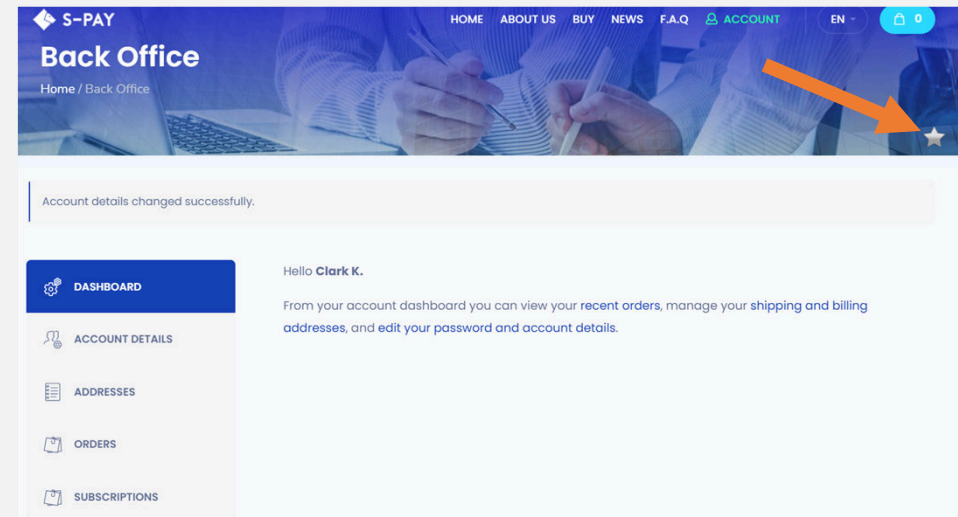 S-PAY
HOME ABOUT US BUY NEWS F.A.Q ACCOUNT EN 0
Back Office
Home / Back Office
Account details changed successfully.
DASHBOARD
ACCOUNT DETAILS
ADDRESSES
ORDERS
SUBSCRIPTIONS
Hello Clark K.
From your account dashboard you can view your recent orders, manage your shipping and billing
addresses, and edit your password and account details.